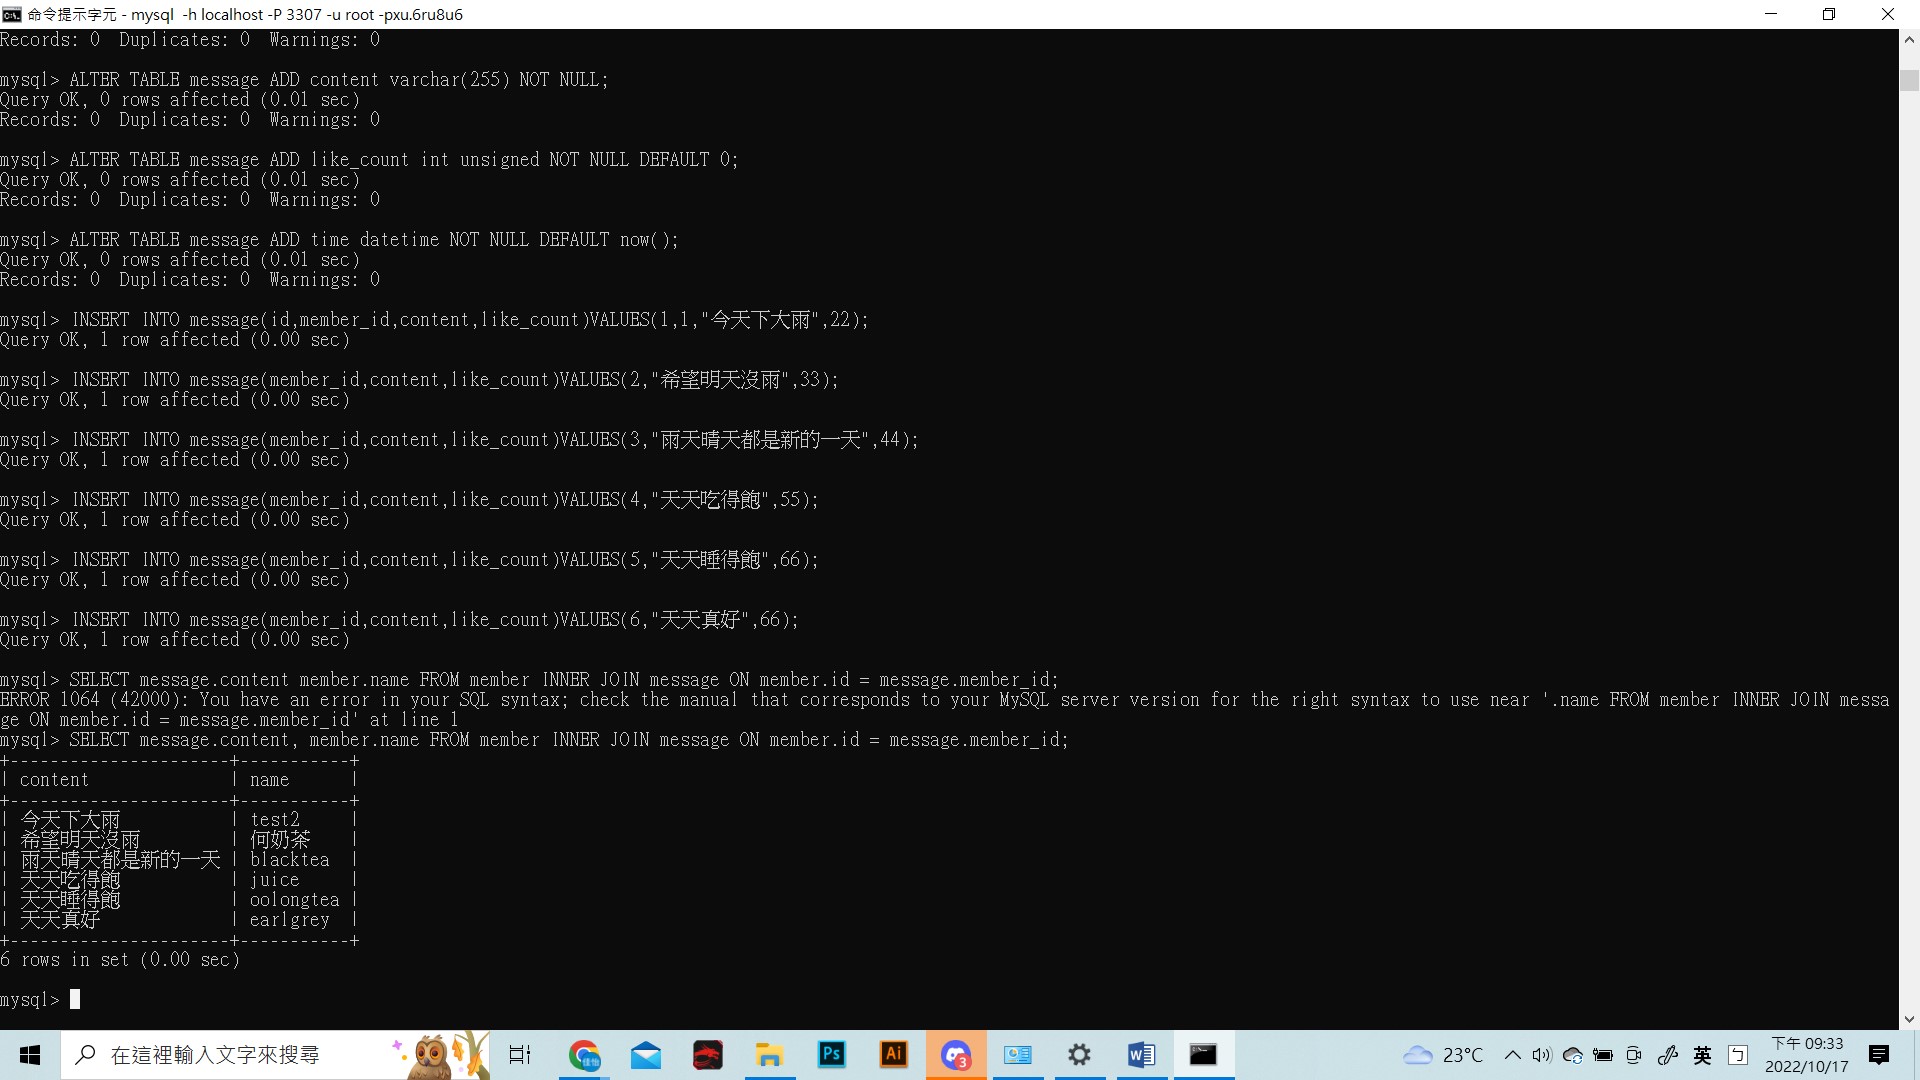 命令提示字元 - mysql  -h localhost -P 3307 -u root -pxu.6ru8u6
Records: 0  Duplicates: 0  Warnings: 0
mysql> ALTER TABLE message ADD content varchar(255) NOT NULL;
Query OK, 0 rows affected (0.01 sec)
Records: 0  Duplicates: 0  Warnings: 0
mysql> ALTER TABLE message ADD like_count int unsigned NOT NULL DEFAULT 0;
Query OK, 0 rows affected (0.01 sec)
Records: 0  Duplicates: 0  Warnings: 0
mysql> ALTER TABLE message ADD time datetime NOT NULL DEFAULT now();
Query OK, 0 rows affected (0.01 sec)
Records: 0  Duplicates: 0  Warnings: 0
mysql> INSERT INTO message(id,member_id,content,like_count)VALUES(1,1,"今天下大雨",22);
Query OK, 1 row affected (0.00 sec)
mysql> INSERT INTO message(member_id,content,like_count)VALUES(2,"希望明天沒雨",33);
Query OK, 1 row affected (0.00 sec)
mysql> INSERT INTO message(member_id,content,like_count)VALUES(3,"雨天晴天都是新的一天",44);
Query OK, 1 row affected (0.00 sec)
mysql> INSERT INTO message(member_id,content,like_count)VALUES(4,"天天吃得飽",55);
Query OK, 1 row affected (0.00 sec)
mysql> INSERT INTO message(member_id,content,like_count)VALUES(5,"天天睡得飽",66);
Query OK, 1 row affected (0.00 sec)
mysql> INSERT INTO message(member_id,content,like_count)VALUES(6,"天天真好",66);
Query OK, 1 row affected (0.00 sec)
mysql> SELECT message.content member.name FROM member INNER JOIN message ON member.id = message.member_id;
ERROR 1064 (42000): You have an error in your SQL syntax; check the manual that corresponds to your MySQL server version for the right syntax to use near '.name FROM member INNER JOIN messa
ge ON member.id = message.member_id' at line 1
mysql> SELECT message.content, member.name FROM member INNER JOIN message ON member.id = message.member_id;
+----------------------+-----------+
| content | name |
+----------------------+-----------+
| 今天下大雨 | test2 |
| 希望明天沒雨 | 何奶茶 |
| 雨天晴天都是新的一天 | blacktea |
| 天天吃得飽 | juice |
| 天天睡得飽 | oolongtea |
| 天天真好 | earlgrey |
+----------------------+-----------+
6 rows in set (0.00 sec)
mysql>
在這裡輸入文字來搜尋
佳怡
Ps
Ai
3
23°C
英
ㄅ
下午 09:33
2022/10/17